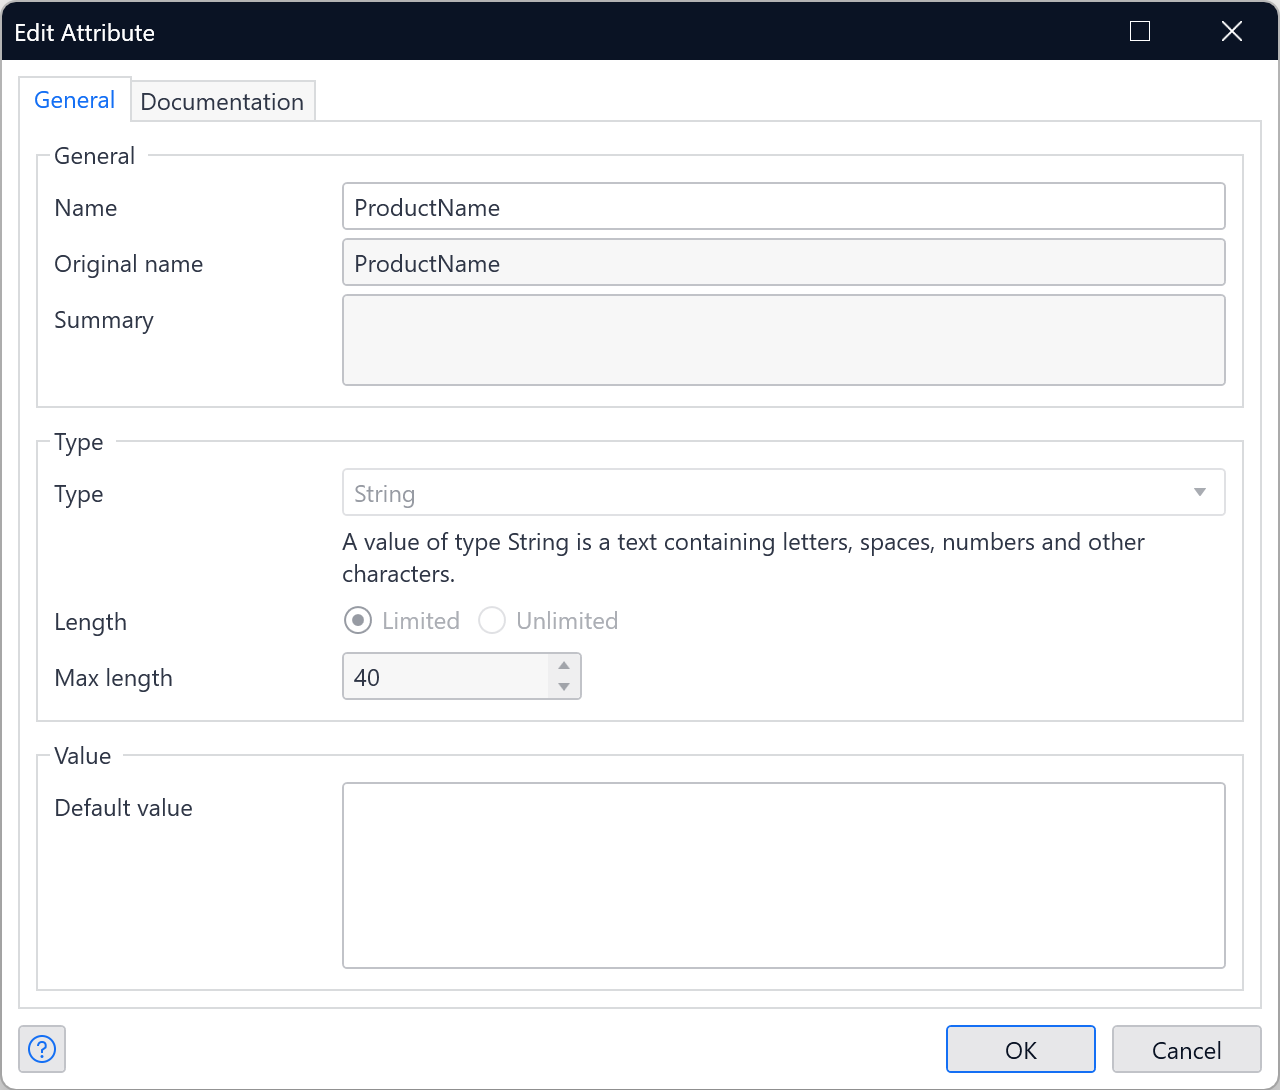 Edit Attribute
General Documentation
General
Name ProductName
Original name ProductName
Summary
Type
Type String
A value of type String is a text containing letters, spaces, numbers and other
characters.
Length Limited Unlimited
Max length 40
Value
Default value
? OK Cancel